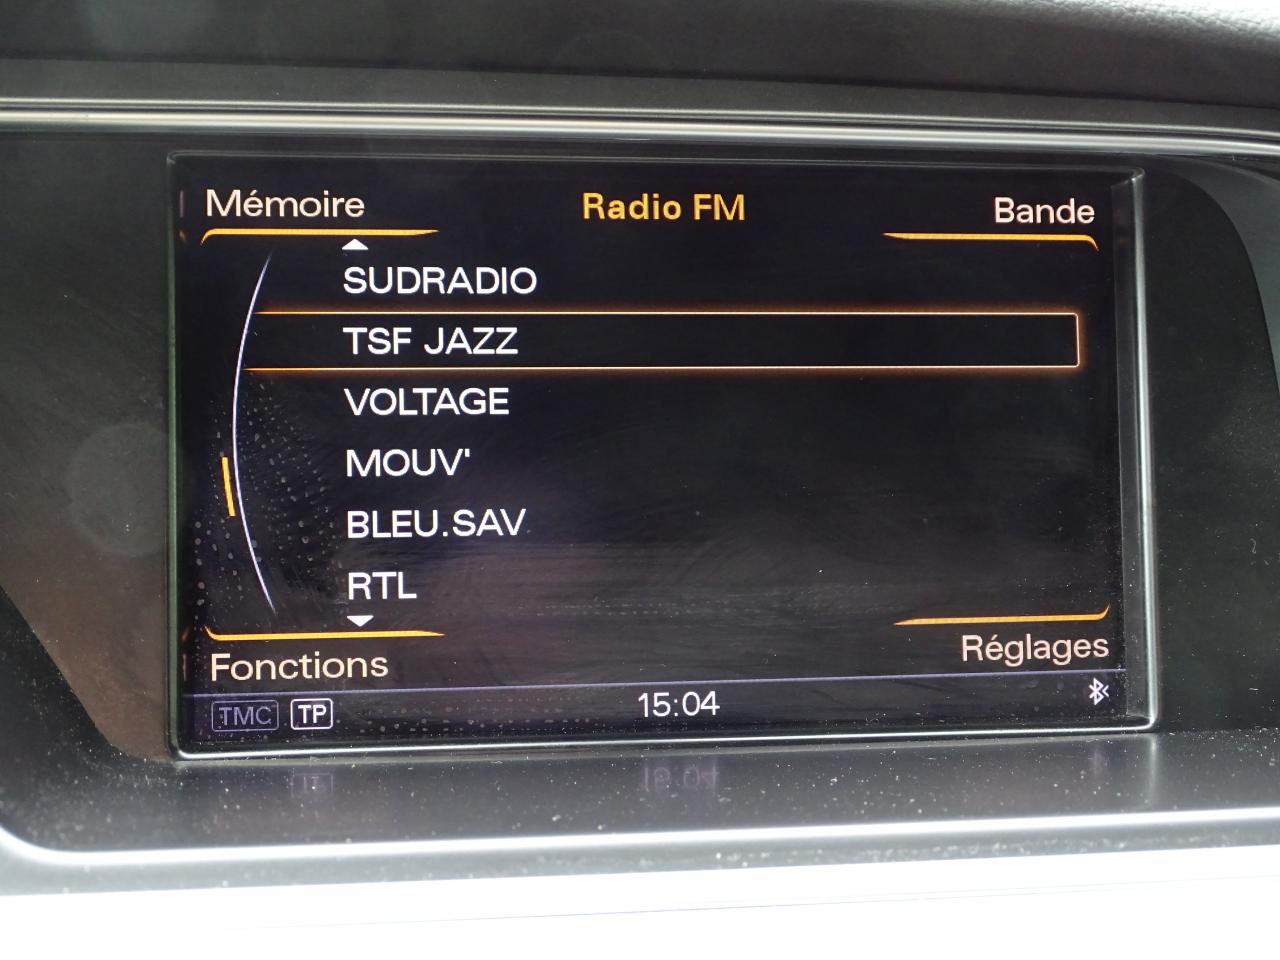 Mémoire
Radio FM
Bande
SUDRADIO
TSF JAZZ
VOLTAGE
MOUV'
BLEU.SAV
RTL
Fonctions
Réglages
TMC TP
15:04